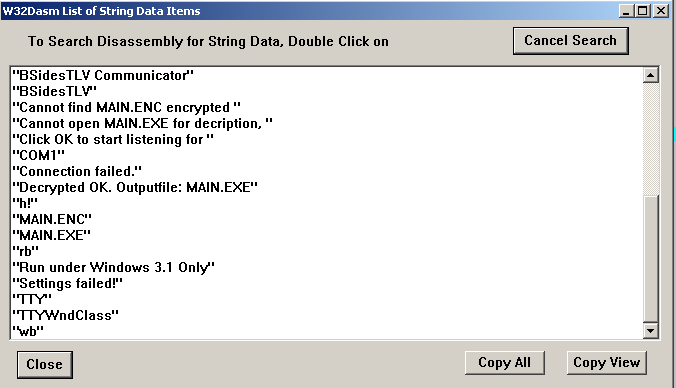 W32Dasm List of String Data Items
To Search Disassembly for String Data, Double Click on
Cancel Search
"BSidesTLV Communicator"
"BSidesTLV"
"Cannot find MAIN.ENC encrypted "
"Cannot open MAIN.EXE for decription, "
"Click OK to start listening for "
"COM1"
"Connection failed."
"Decrypted OK. Outputfile: MAIN.EXE"
"h!"
"MAIN.ENC"
"MAIN.EXE"
"rb"
"Run under Windows 3.1 Only"
"Settings failed!"
"TTY"
"TTYWndClass"
"wb"
Close
Copy All
Copy View